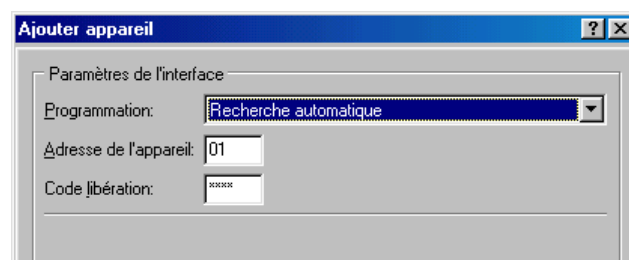 Ajouter appareil
Paramètres de l'interface
Programmation: Recherche automatique
Adresse de l'appareil: 01
Code libération: ****